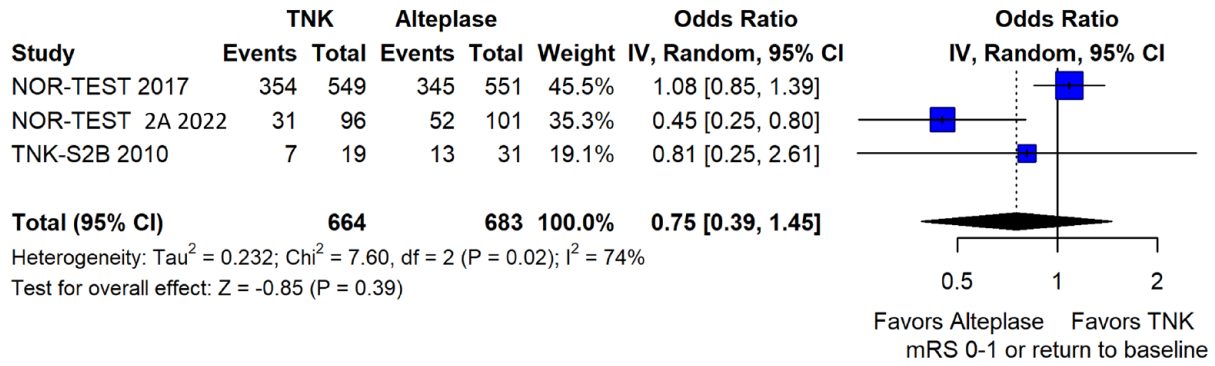 TNK Alteplase Odds Ratio Odds Ratio
Study Events Total Events Total Weight IV, Random, 95% CI IV, Random, 95% CI
NOR-TEST 2017 354 549 345 551 45.5% 1.08 [0.85, 1.39]
NOR-TEST 2A 2022 31 96 52 101 35.3% 0.45 [0.25, 0.80]
TNK-S2B 2010 7 19 13 31 19.1% 0.81 [0.25, 2.61]
Total (95% CI) 664 683 100.0% 0.75 [0.39, 1.45]
Heterogeneity: Tau² = 0.232; Chi² = 7.60, df = 2 (P = 0.02); I² = 74%
Test for overall effect: Z = -0.85 (P = 0.39)
0.5 1 2
Favors Alteplase Favors TNK
mRS 0-1 or return to baseline